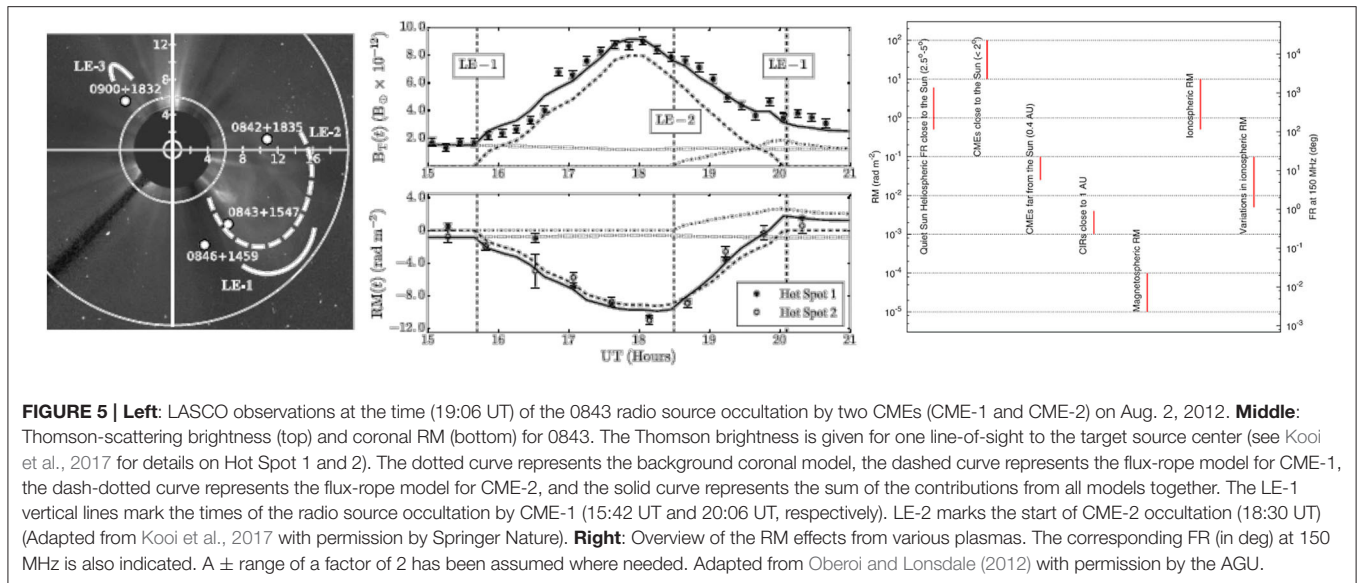 12
LE-3
8
0900+1832
4
0842+1835
LE-2
4 8 12 16
0843+1547
0846+1459
LE-1
10.0
8.0
6.0
4.0
2.0
B_T(t) (B_⊙ × 10^-12)
LE-1
LE-2
LE-1
4.0
0.0
-4.0
-8.0
-12.0
RM(t) (rad m^-2)
Hot Spot 1
Hot Spot 2
15 16 17 18 19 20 21
UT (Hours)
RM (rad m^-2)
10^2
10^1
10^0
10^-1
10^-2
10^-3
10^-4
10^-5
Quiet Sun Heliospheric FR close to the Sun (2.5°-5°)
CMEs close to the Sun (< 2°)
CMEs far from the Sun (0.4 AU)
CIRs close to 1 AU
Magnetospheric RM
Ionospheric RM
Variations in ionospheric RM
10^4
10^3
10^2
10^1
10^0
10^-1
10^-2
10^-3
FR at 150 MHz (deg)
FIGURE 5 | Left: LASCO observations at the time (19:06 UT) of the 0843 radio source occultation by two CMEs (CME-1 and CME-2) on Aug. 2, 2012. Middle:
Thomson-scattering brightness (top) and coronal RM (bottom) for 0843. The Thomson brightness is given for one line-of-sight to the target source center (see Kooi
et al., 2017 for details on Hot Spot 1 and 2). The dotted curve represents the background coronal model, the dashed curve represents the flux-rope model for CME-1,
the dash-dotted curve represents the flux-rope model for CME-2, and the solid curve represents the sum of the contributions from all models together. The LE-1
vertical lines mark the times of the radio source occultation by CME-1 (15:42 UT and 20:06 UT, respectively). LE-2 marks the start of CME-2 occultation (18:30 UT)
(Adapted from Kooi et al., 2017 with permission by Springer Nature). Right: Overview of the RM effects from various plasmas. The corresponding FR (in deg) at 150
MHz is also indicated. A ± range of a factor of 2 has been assumed where needed. Adapted from Oberoi and Lonsdale (2012) with permission by the AGU.